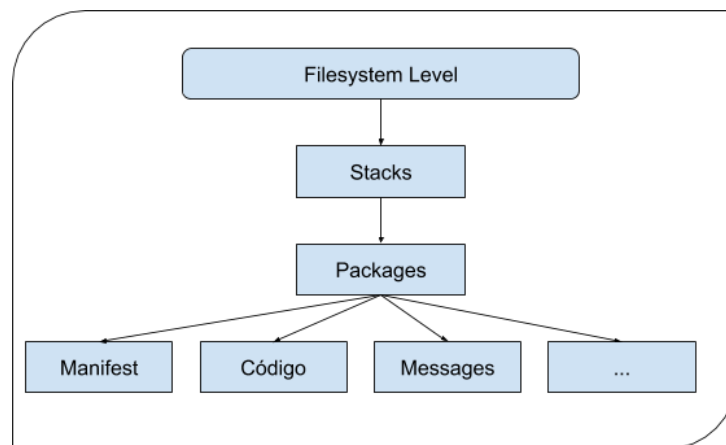 Filesystem Level
Stacks
Packages
Manifest
Código
Messages
...